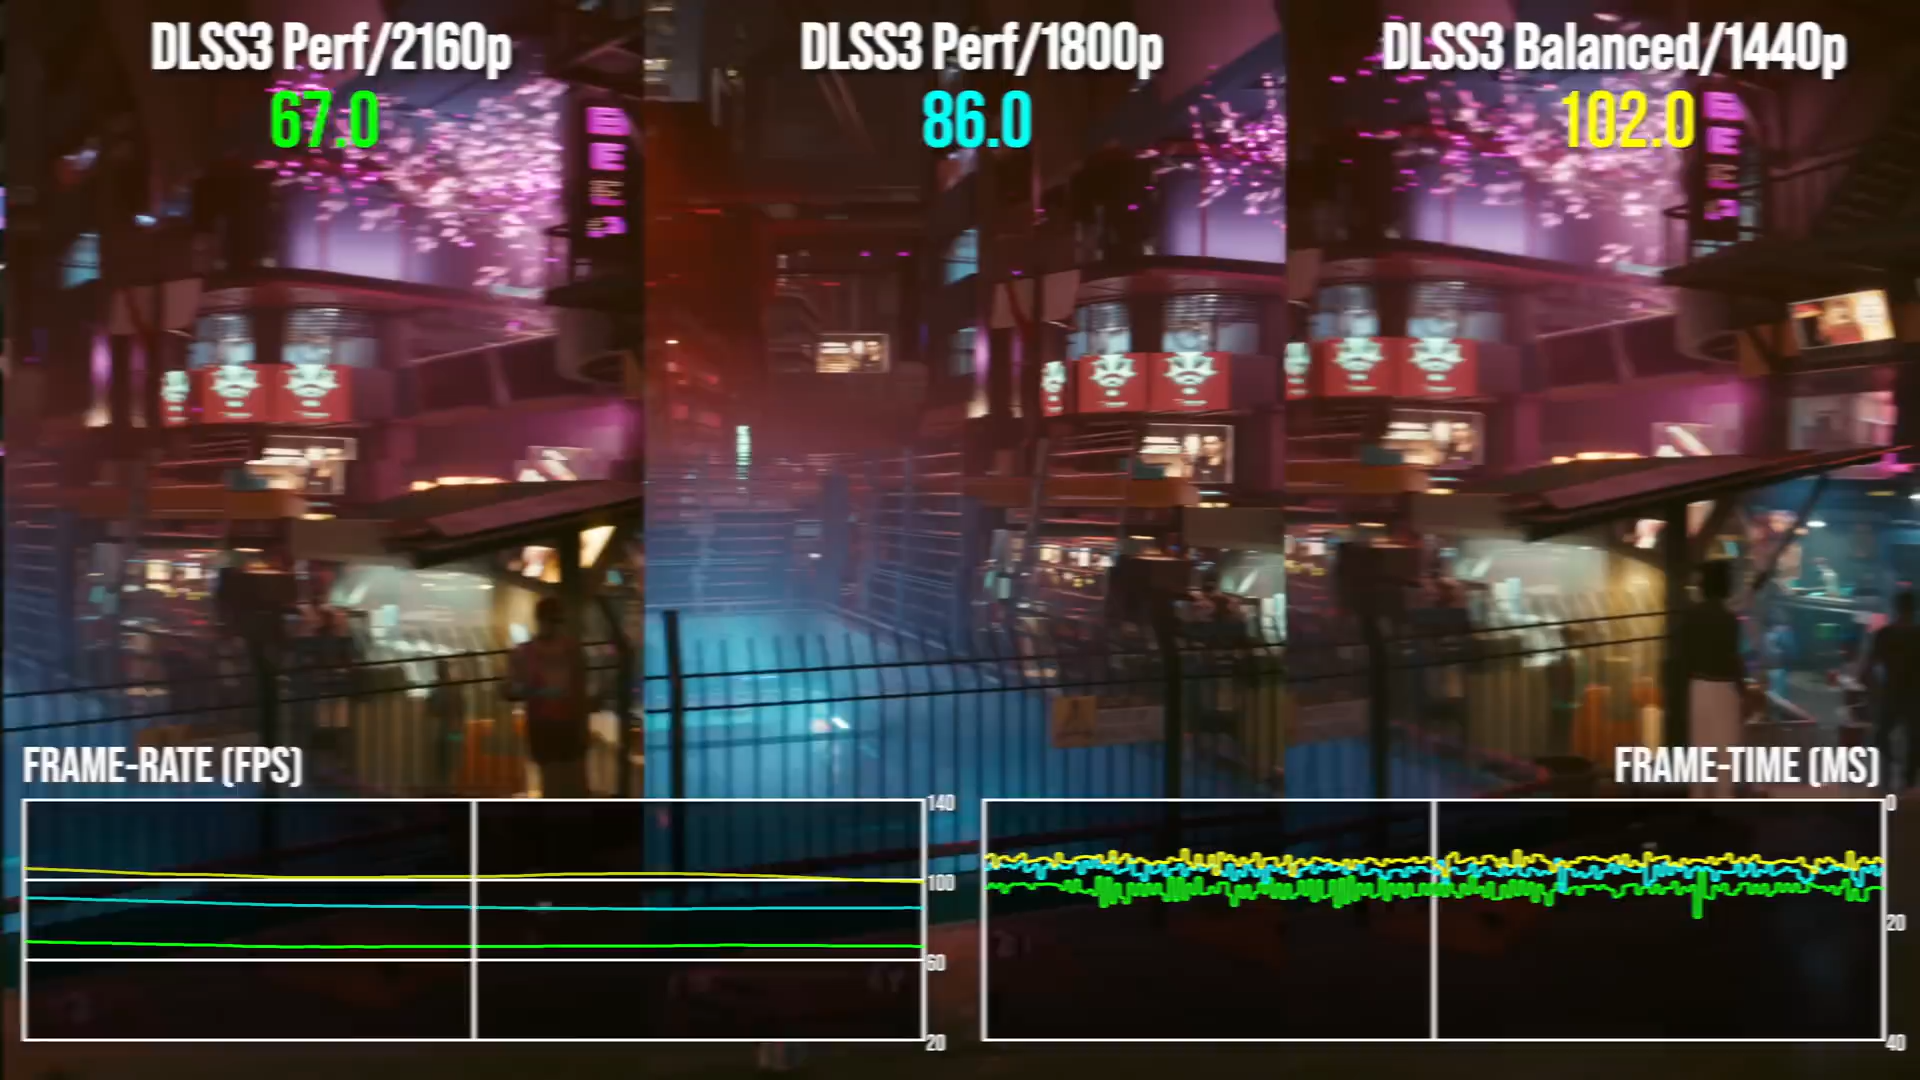 DLSS3 Perf/2160p
67.0
DLSS3 Perf/1800p
86.0
DLSS3 Balanced/1440p
102.0
FRAME-RATE (FPS)
140
100
60
20
FRAME-TIME (MS)
0
20
40